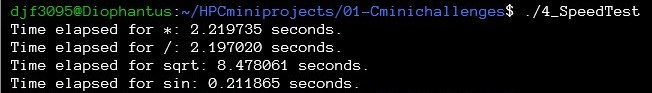 djf3095@Diophantus:~/HPCminiprojects/01-Cminichallenges$ ./4_SpeedTest
Time elapsed for *: 2.219735 seconds.
Time elapsed for /: 2.197020 seconds.
Time elapsed for sqrt: 8.478061 seconds.
Time elapsed for sin: 0.211865 seconds.